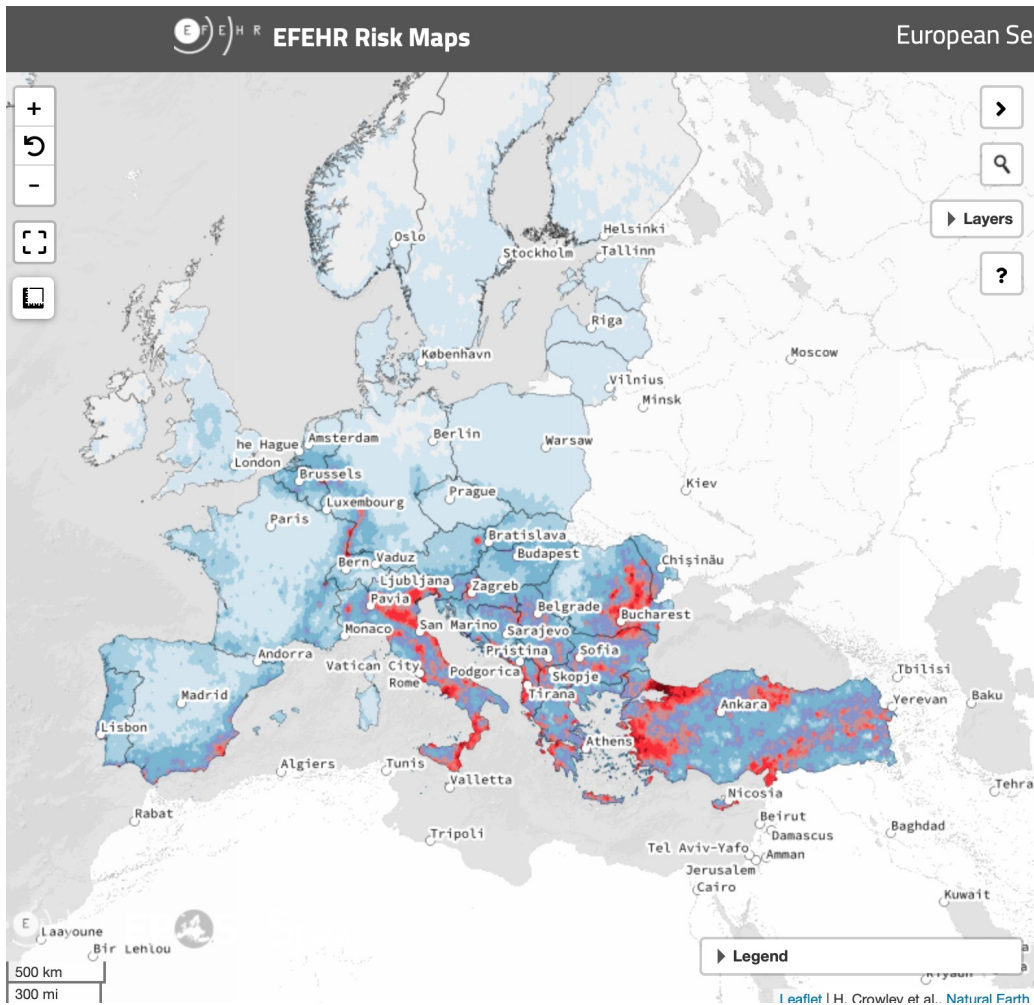 E F E H R EFEHR Risk Maps
European Se
+
−
Layers
?
Oslo
Helsinki
Stockholm
Tallinn
Riga
København
Moscow
Vilnius
Minsk
he Hague
Amsterdam
Berlin
Warsaw
London
Brussels
Kiev
Prague
Luxembourg
Paris
Bratislava
Budapest
Chișinău
Bern
Vaduz
Ljubljana
Zagreb
Pavia
Belgrade
Bucharest
Monaco
San Marino
Sarajevo
Andorra
Pristina
Sofia
Vatican City
Podgorica
Skopje
Tbilisi
Rome
Madrid
Tirana
Ankara
Yerevan
Baku
Lisbon
Athens
Algiers
Tunis
Valletta
Nicosia
Tehra
Rabat
Beirut
Tripoli
Damascus
Baghdad
Tel Aviv-Yafo
Amman
Jerusalem
Cairo
Kuwait
E
Laayoune
Bir Lehlou
Legend
a
a
Riyadh
500 km
300 mi
Leaflet | H. Crowley et al., Natural Earth